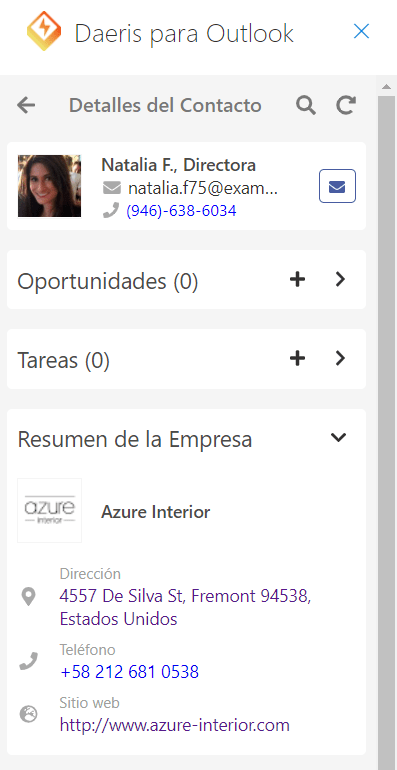 Daeris para Outlook
Detalles del Contacto
Natalia F., Directora
natalia.f75@exam...
(946)-638-6034
Oportunidades (0)
Tareas (0)
Resumen de la Empresa
azure
interior
Azure Interior
Dirección
4557 De Silva St, Fremont 94538,
Estados Unidos
Teléfono
+58 212 681 0538
Sitio web
http://www.azure-interior.com